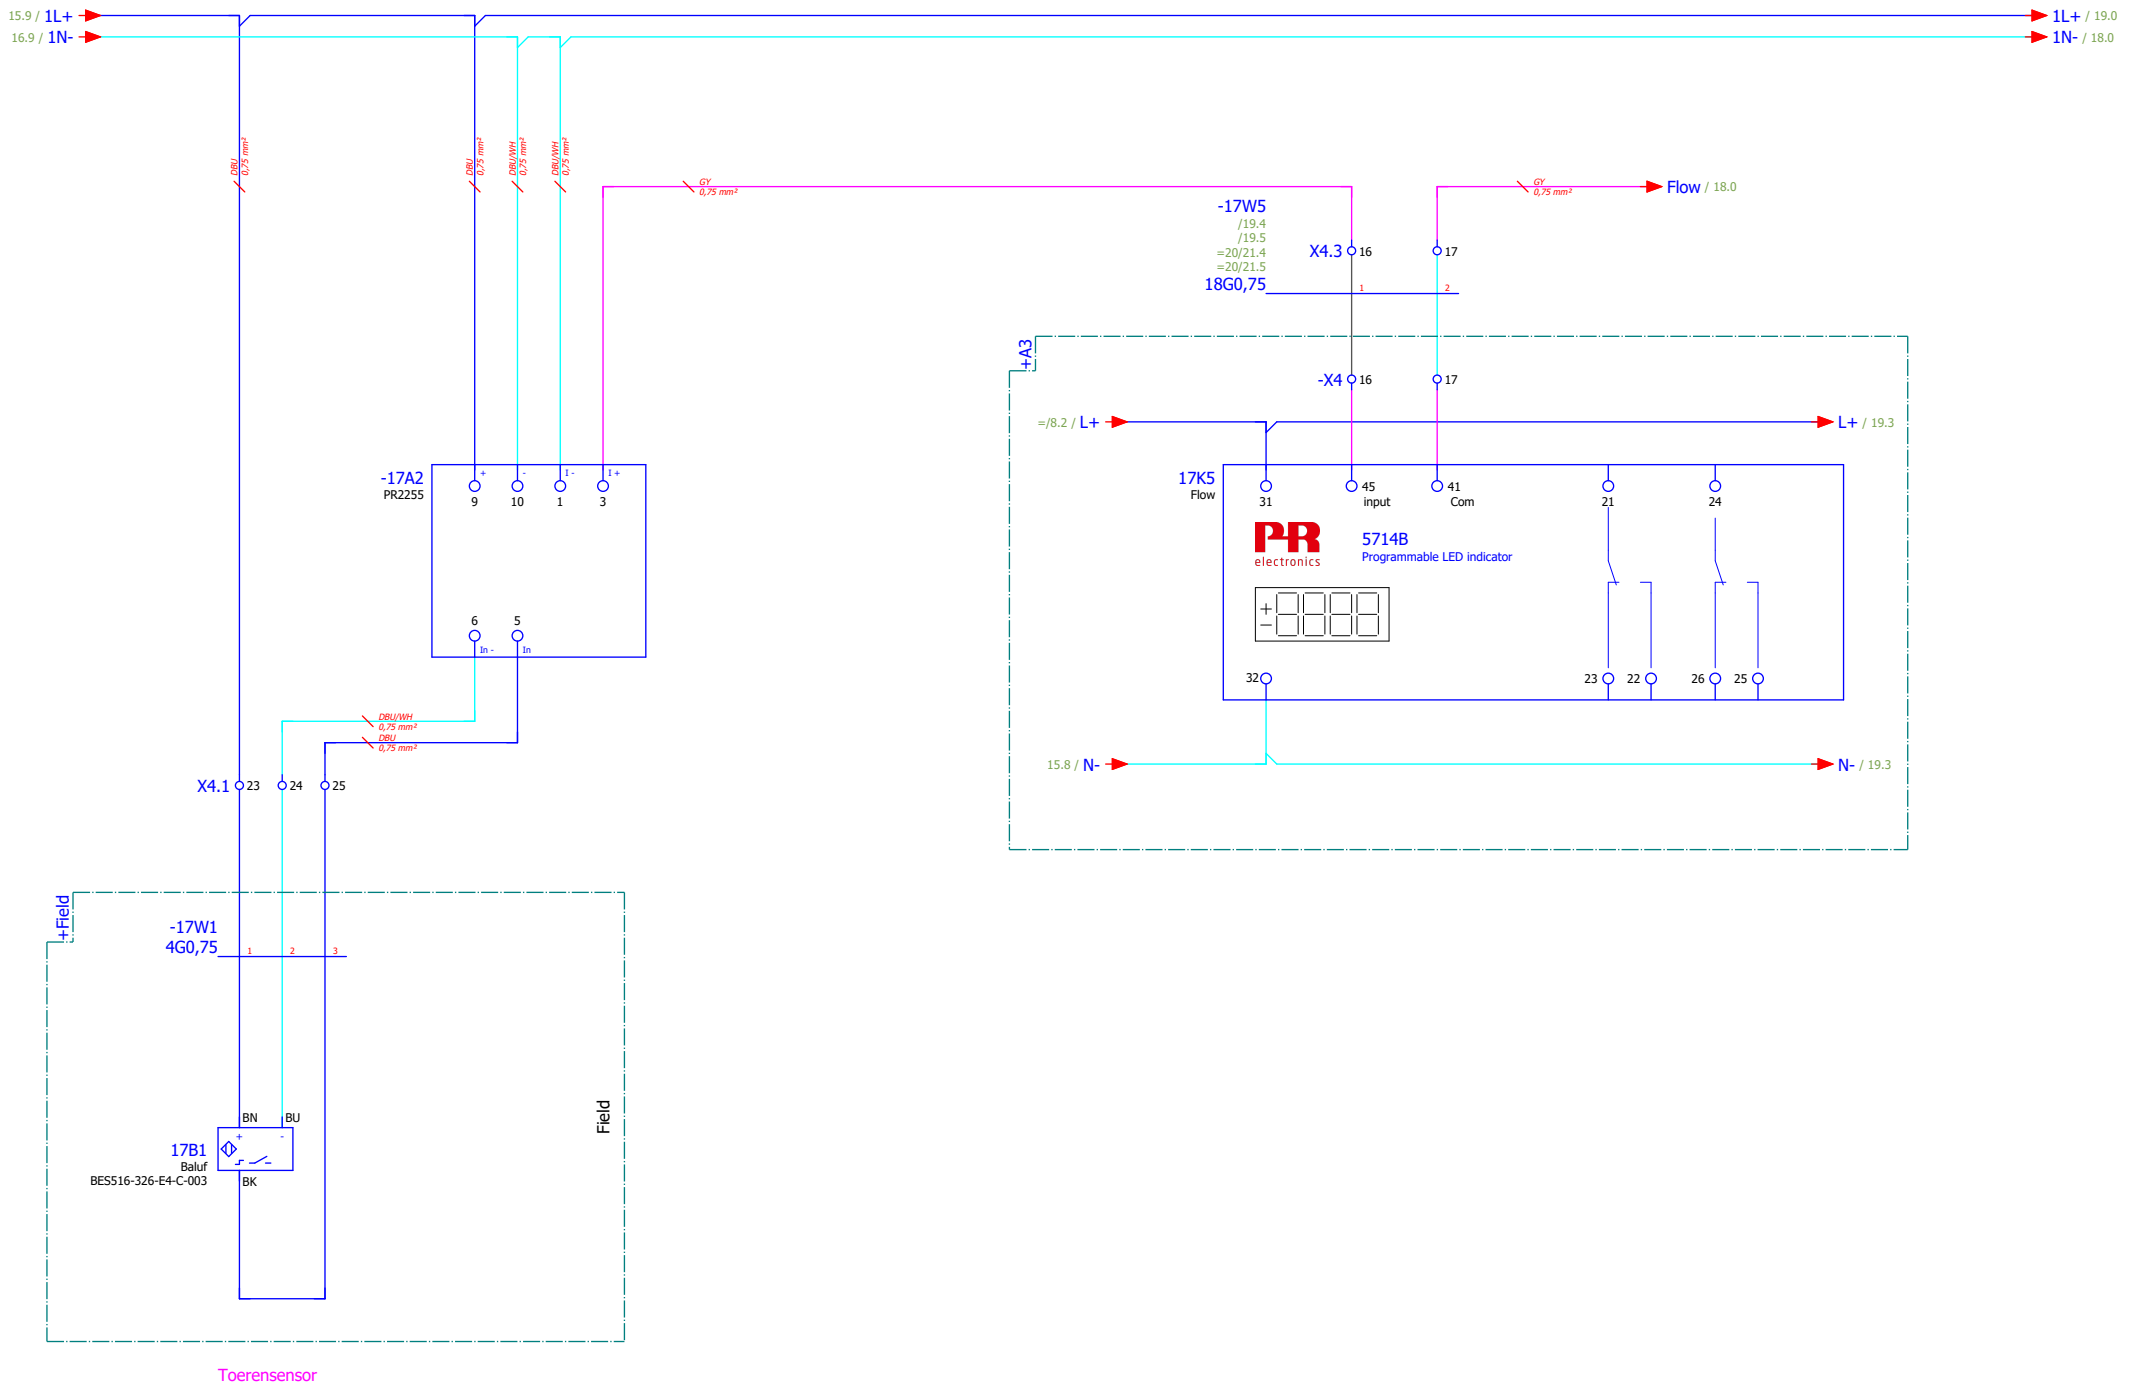 15.9 / 1L+
1L+ / 19.0
16.9 / 1N-
1N- / 18.0
DBU
0,75 mm²
DBU
0,75 mm²
DBU/WH
0,75 mm²
DBU/WH
0,75 mm²
GY
0,75 mm²
GY
0,75 mm²
Flow / 18.0
-17W5
/19.4
/19.5
=20/21.4
=20/21.5
18G0,75
X4.3 16 17
1 2
+A3
-X4 16 17
=/8.2 / L+
L+ / 19.3
-17A2
PR2255
+ - I - I +
9 10 1 3
6 5
In - In
17K5
Flow
31
45
input
41
Com
21
24
PR
electronics
5714B
Programmable LED indicator
+
-
32
23 22 26 25
15.8 / N-
N- / 19.3
DBU/WH
0,75 mm²
DBU
0,75 mm²
X4.1 23 24 25
+Field
-17W1
4G0,75
1 2 3
Field
BN BU
+ -
17B1
Baluf
BES516-326-E4-C-003
BK
Toerensensor